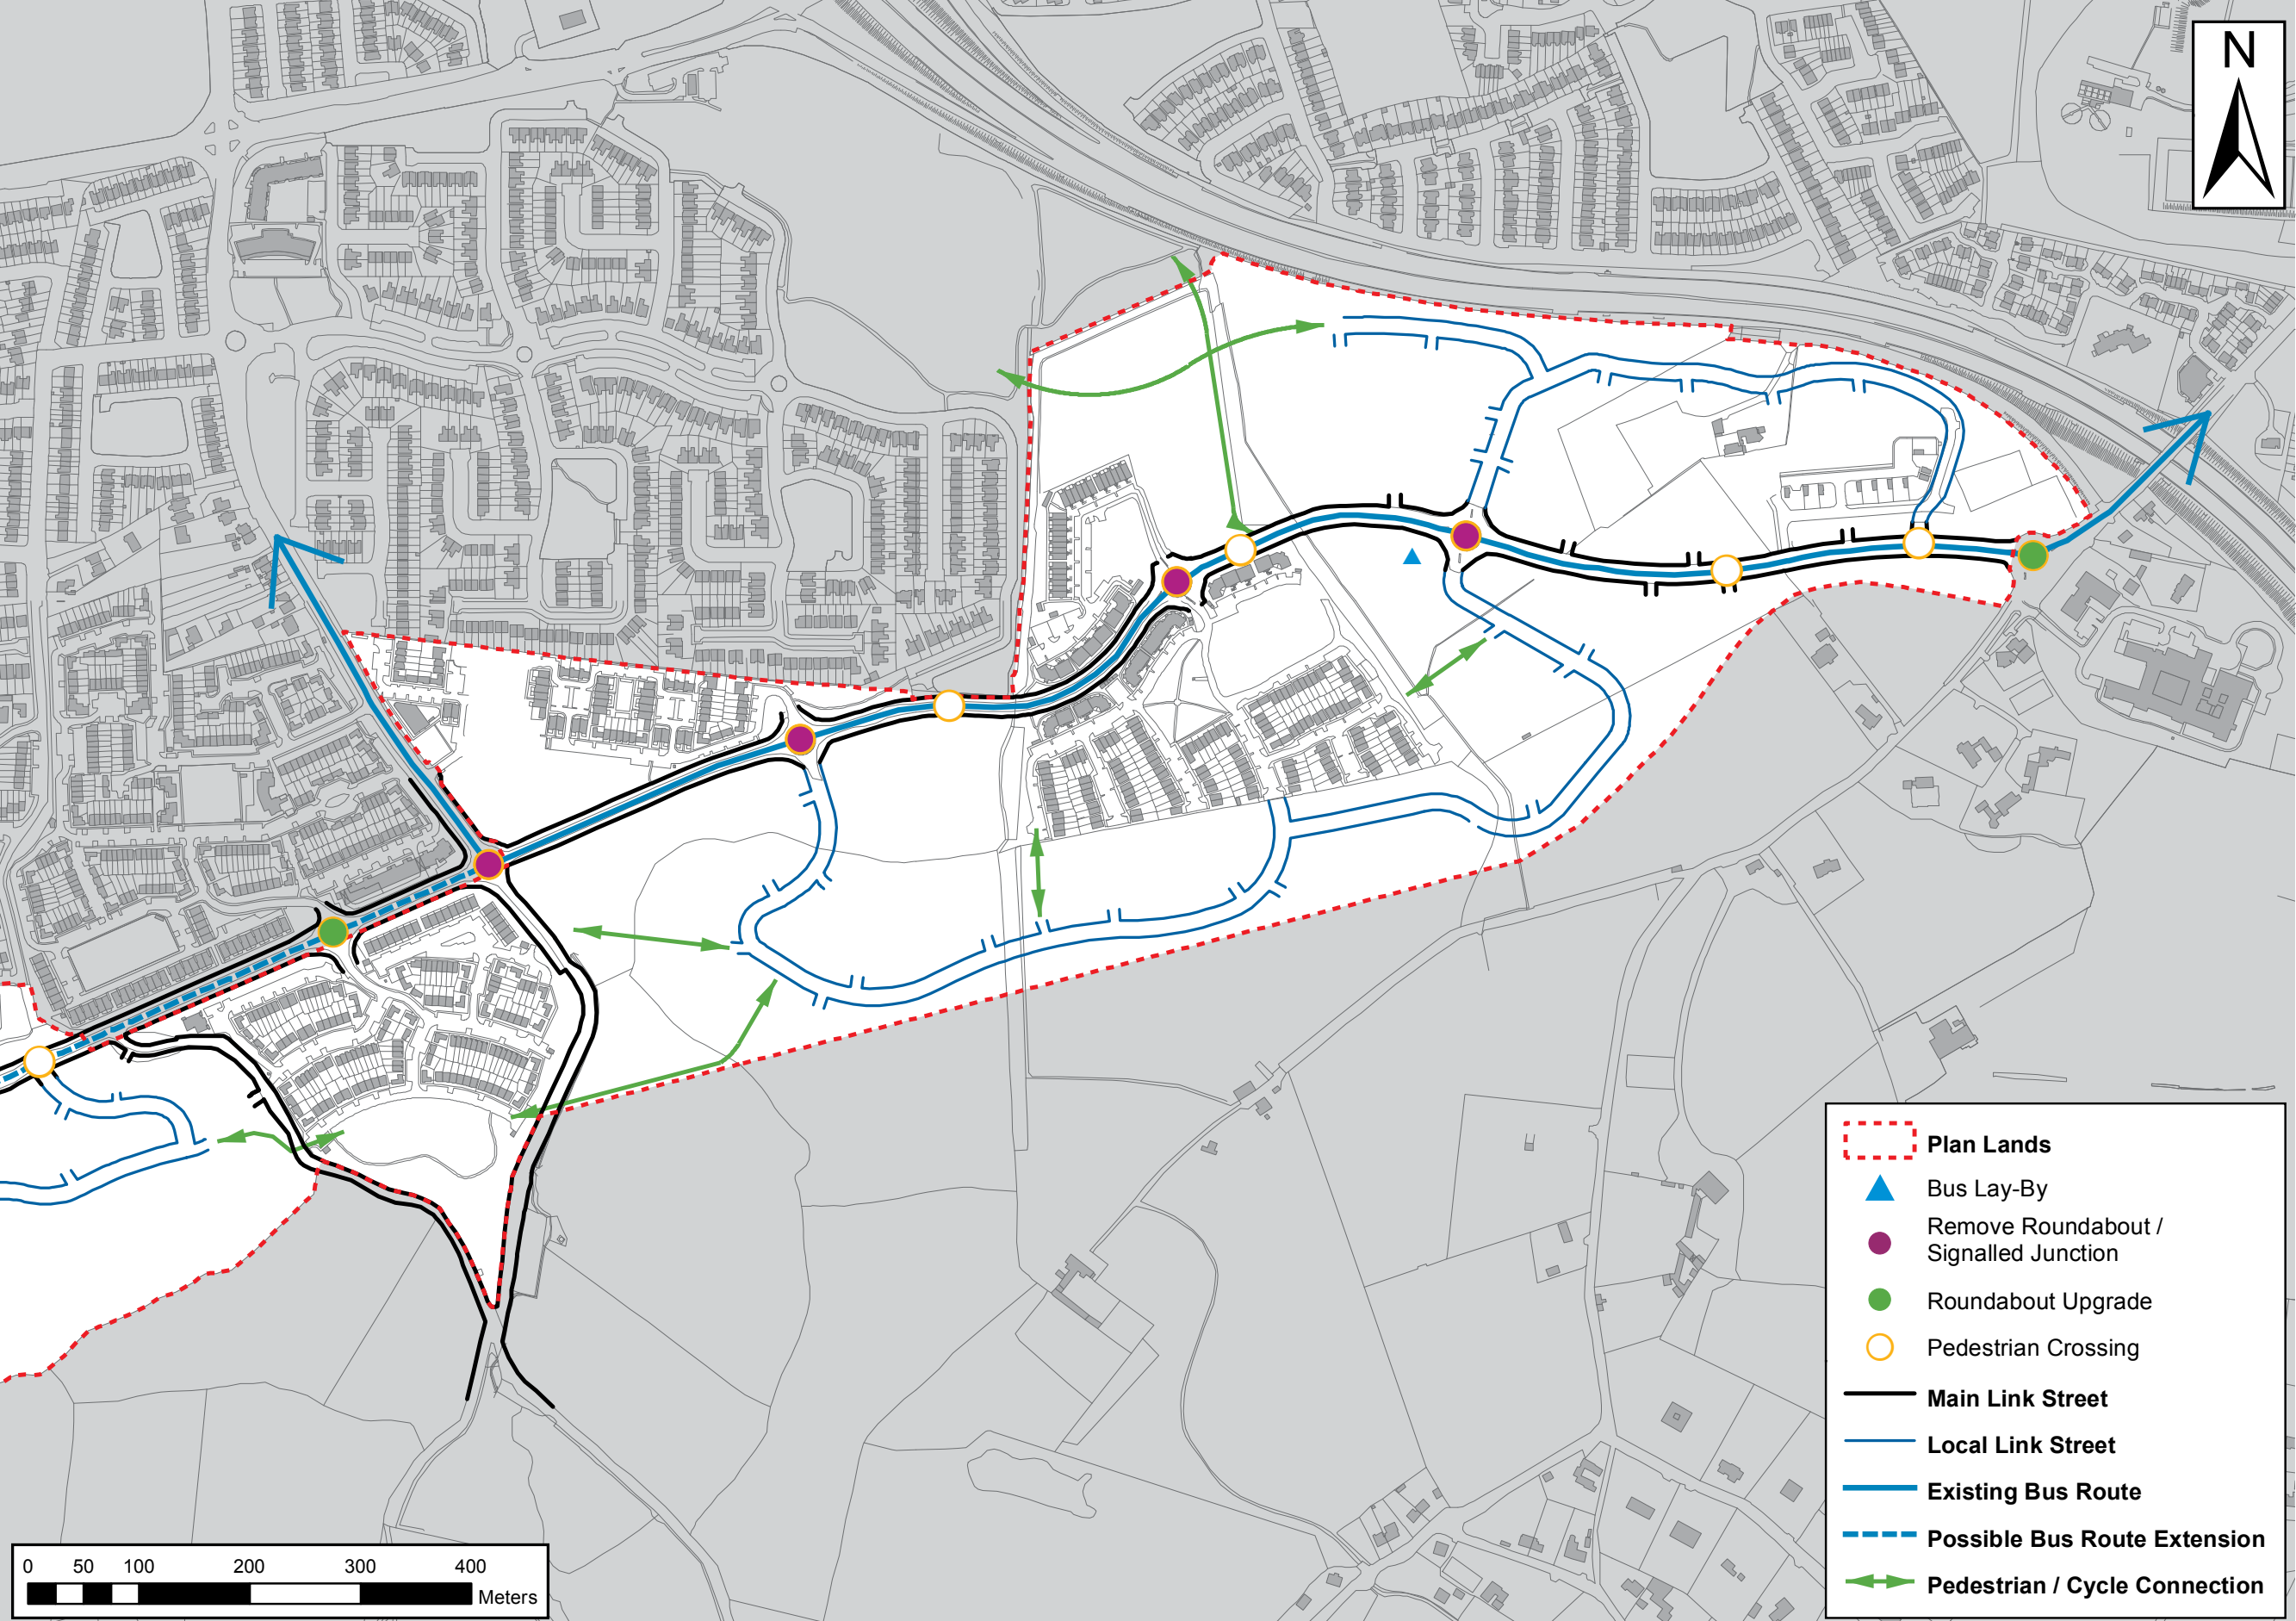 N
Plan Lands
Bus Lay-By
Remove Roundabout /
Signalled Junction
Roundabout Upgrade
Pedestrian Crossing
Main Link Street
Local Link Street
Existing Bus Route
Possible Bus Route Extension
Pedestrian / Cycle Connection
0 50 100 200 300 400
Meters